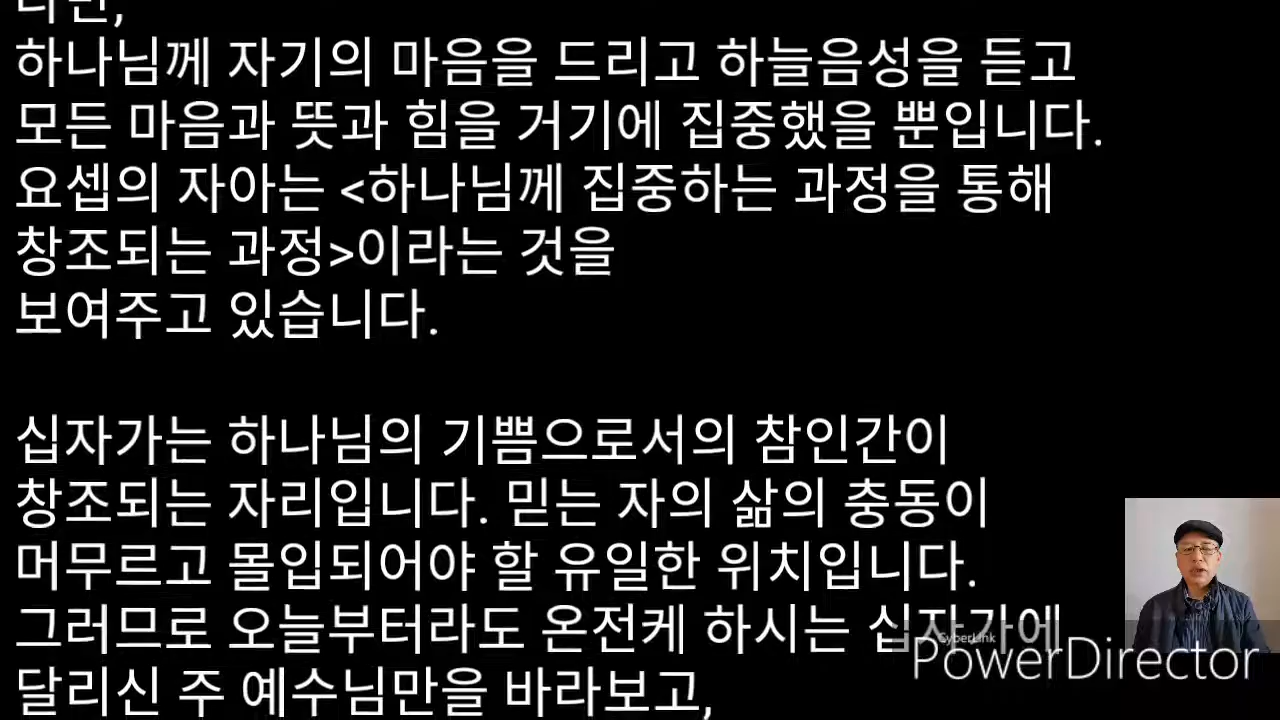 다만,
하나님께 자기의 마음을 드리고 하늘음성을 듣고
모든 마음과 뜻과 힘을 거기에 집중했을 뿐입니다.
요셉의 자아는 <하나님께 집중하는 과정을 통해
창조되는 과정>이라는 것을
보여주고 있습니다.
십자가는 하나님의 기쁨으로서의 참인간이
창조되는 자리입니다. 믿는 자의 삶의 충동이
머무르고 몰입되어야 할 유일한 위치입니다.
그러므로 오늘부터라도 온전케 하시는 십자가에
달리신 주 예수님만을 바라보고,
CyberLink
PowerDirector